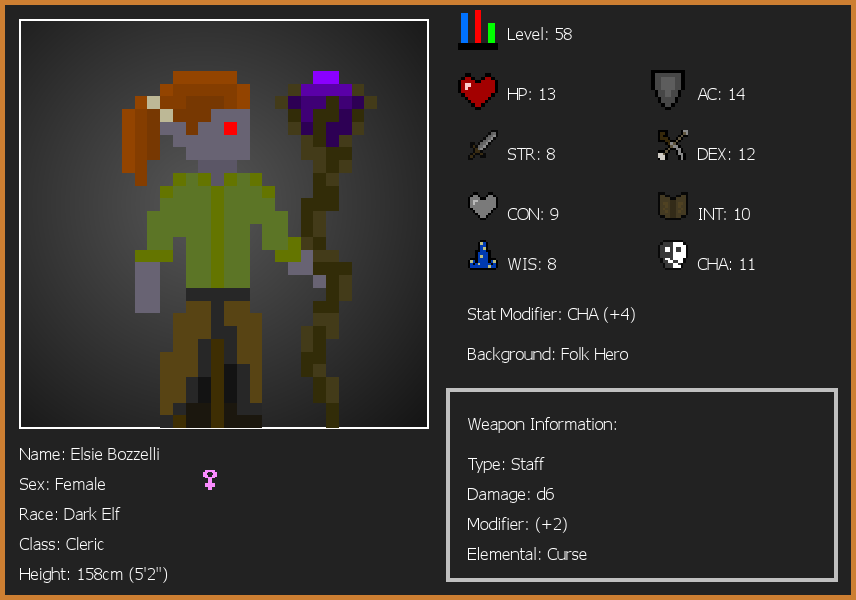 Level: 58
HP: 13
AC: 14
STR: 8
DEX: 12
CON: 9
INT: 10
WIS: 8
CHA: 11
Stat Modifier: CHA (+4)
Background: Folk Hero
Weapon Information:
Type: Staff
Damage: d6
Modifier: (+2)
Elemental: Curse
Name: Elsie Bozzelli
Sex: Female
Race: Dark Elf
Class: Cleric
Height: 158cm (5'2")